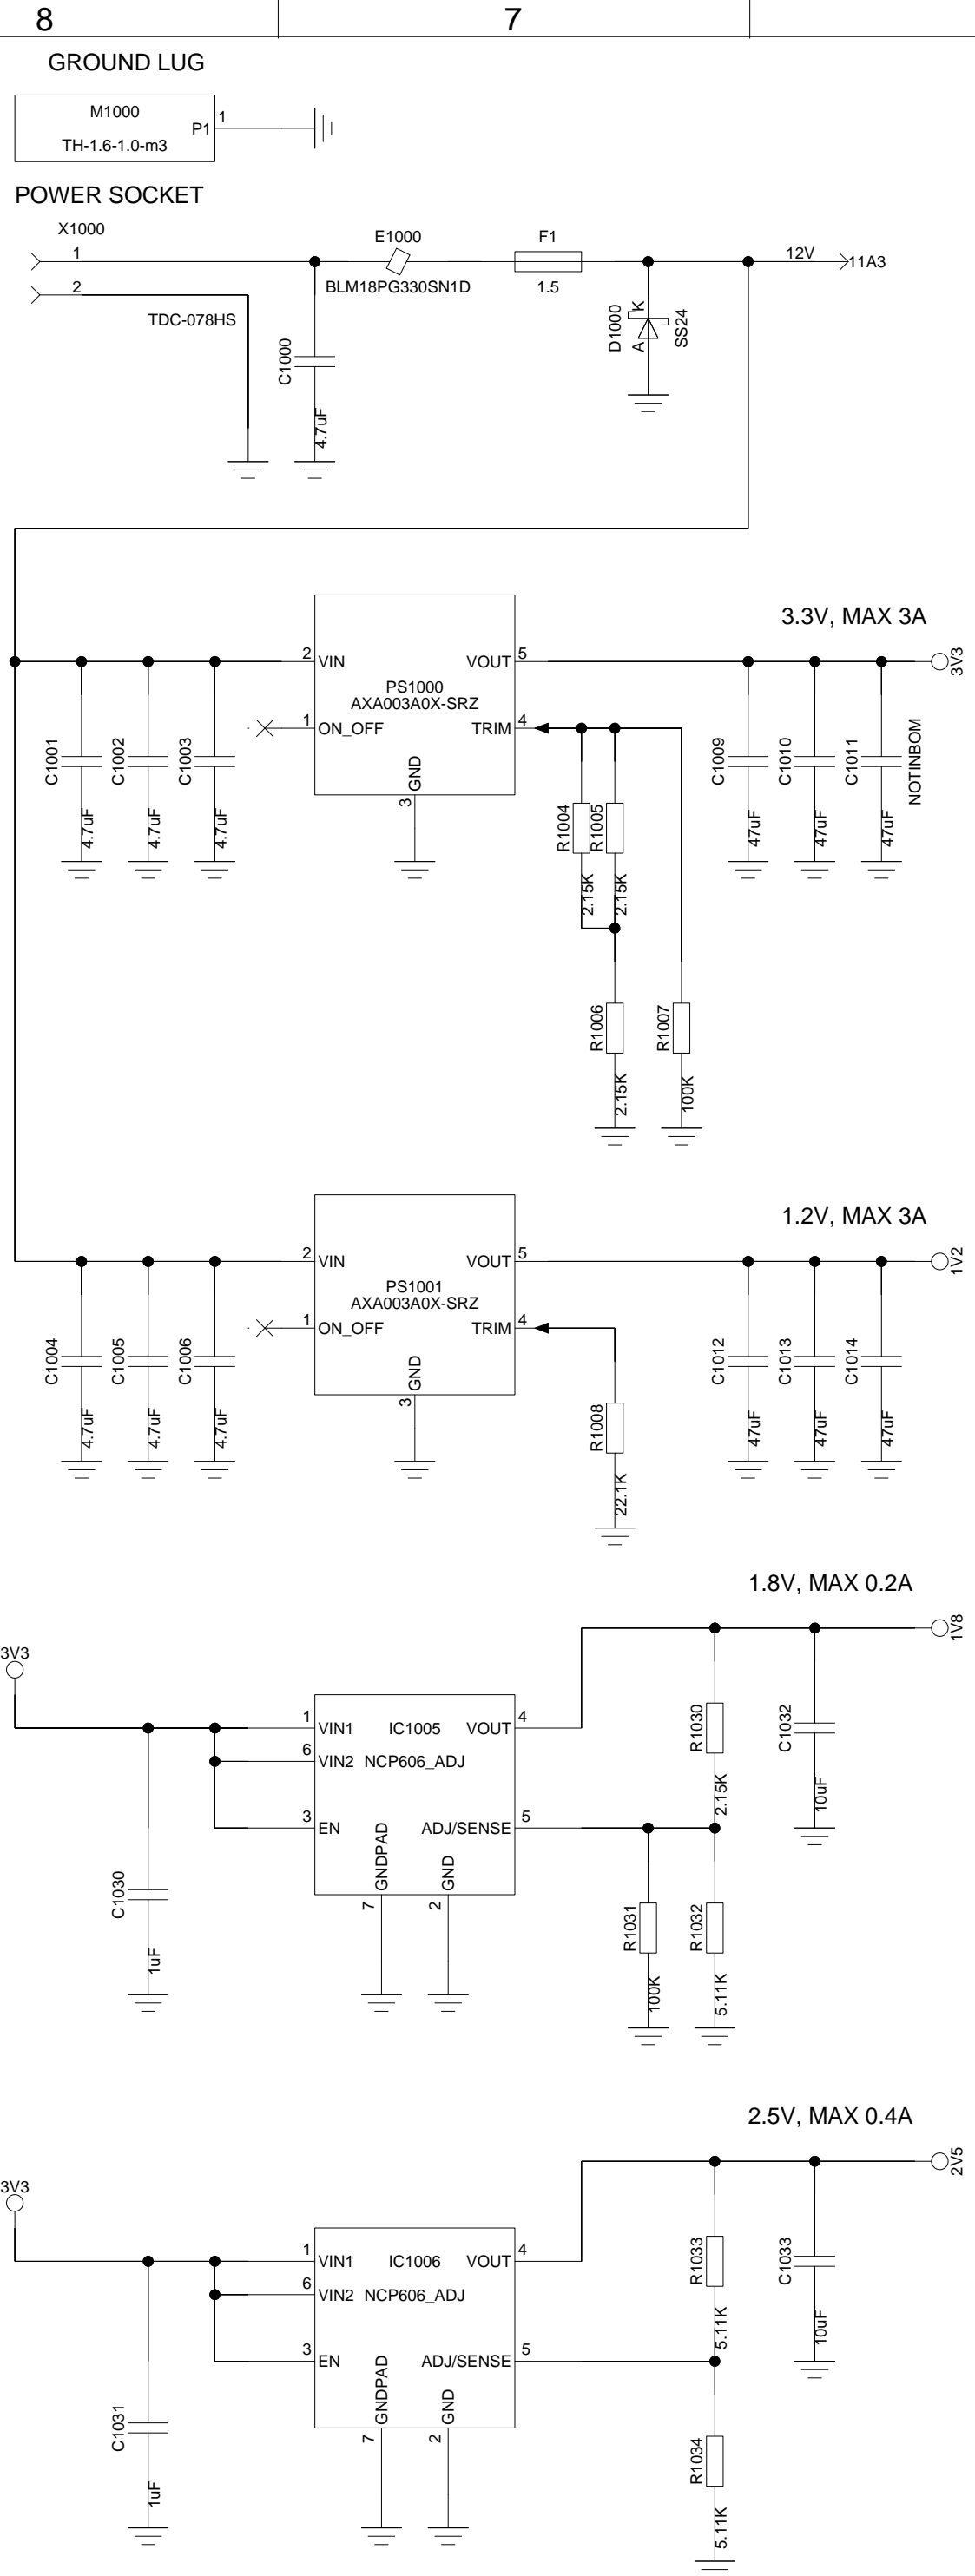 8
7
GROUND LUG
M1000
P1
1
TH-1.6-1.0-m3
POWER SOCKET
X1000
1
2
TDC-078HS
E1000
BLM18PG330SN1D
F1
1.5
12V
11A3
C1000
4.7uF
D1000
K
A
SS24
3.3V, MAX 3A
2
VIN
VOUT
5
3V3
PS1000
AXA003A0X-SRZ
1
ON_OFF
TRIM
4
GND
3
C1001
4.7uF
C1002
4.7uF
C1003
4.7uF
R1004
2.15K
R1005
2.15K
C1009
47uF
C1010
47uF
C1011
47uF
NOTINBOM
R1006
2.15K
R1007
100K
1.2V, MAX 3A
2
VIN
VOUT
5
1V2
PS1001
AXA003A0X-SRZ
1
ON_OFF
TRIM
4
GND
3
C1004
4.7uF
C1005
4.7uF
C1006
4.7uF
R1008
22.1K
C1012
47uF
C1013
47uF
C1014
47uF
1.8V, MAX 0.2A
1V8
3V3
1
VIN1
IC1005
VOUT
4
6
VIN2
NCP606_ADJ
3
EN
ADJ/SENSE
5
GNDPAD
7
GND
2
C1030
1uF
R1030
2.15K
C1032
10uF
R1031
100K
R1032
5.11K
2.5V, MAX 0.4A
2V5
3V3
1
VIN1
IC1006
VOUT
4
6
VIN2
NCP606_ADJ
3
EN
ADJ/SENSE
5
GNDPAD
7
GND
2
C1031
1uF
R1033
5.11K
C1033
10uF
R1034
5.11K